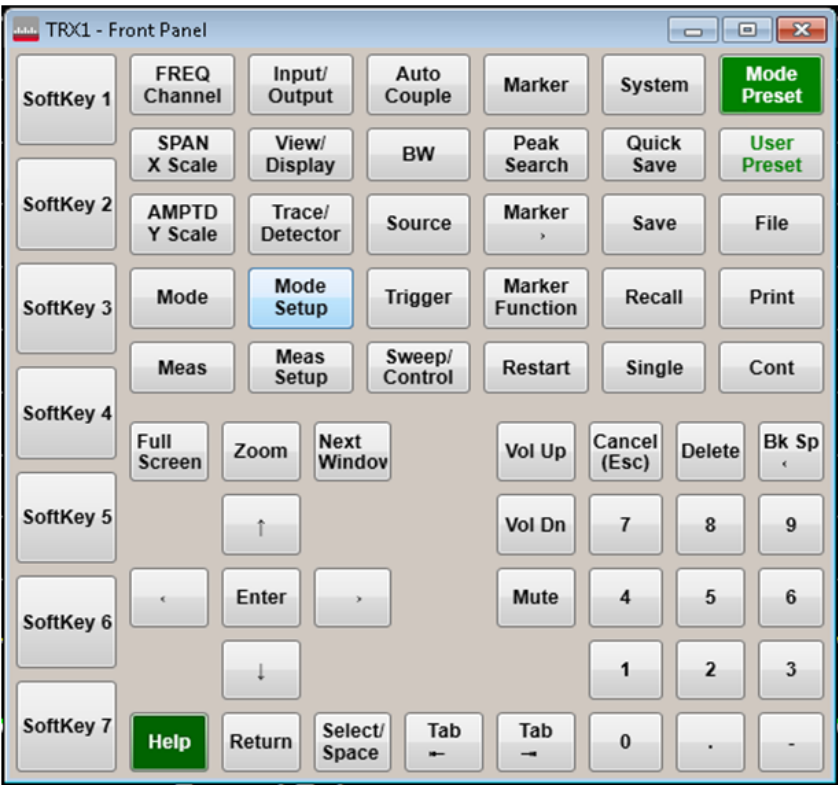 TRX1 - Front Panel
SoftKey 1
FREQ
Channel
Input/
Output
Auto
Couple
Marker
System
Mode
Preset
SPAN
X Scale
View/
Display
BW
Peak
Search
Quick
Save
User
Preset
SoftKey 2
AMPTD
Y Scale
Trace/
Detector
Source
Marker
›
Save
File
SoftKey 3
Mode
Mode
Setup
Trigger
Marker
Function
Recall
Print
Meas
Meas
Setup
Sweep/
Control
Restart
Single
Cont
SoftKey 4
Full
Screen
Zoom
Next
Window
Vol Up
Cancel
(Esc)
Delete
Bk Sp
‹
SoftKey 5
↑
Vol Dn
7
8
9
SoftKey 6
‹
Enter
›
Mute
4
5
6
↓
1
2
3
SoftKey 7
Help
Return
Select/
Space
Tab
⇤
Tab
⇥
0
.
-